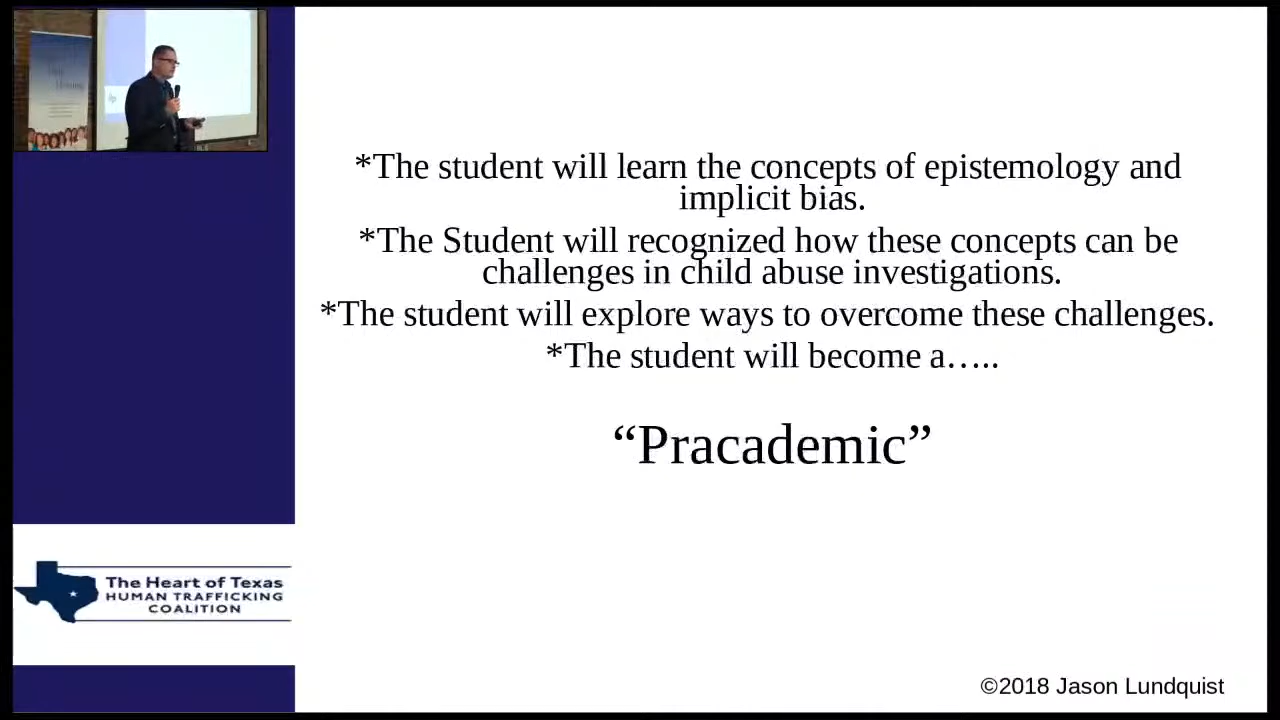 *The student will learn the concepts of epistemology and
implicit bias.
*The Student will recognized how these concepts can be
challenges in child abuse investigations.
*The student will explore ways to overcome these challenges.
*The student will become a.....
“Pracademic”
The Heart of Texas
HUMAN TRAFFICKING
COALITION
©2018 Jason Lundquist